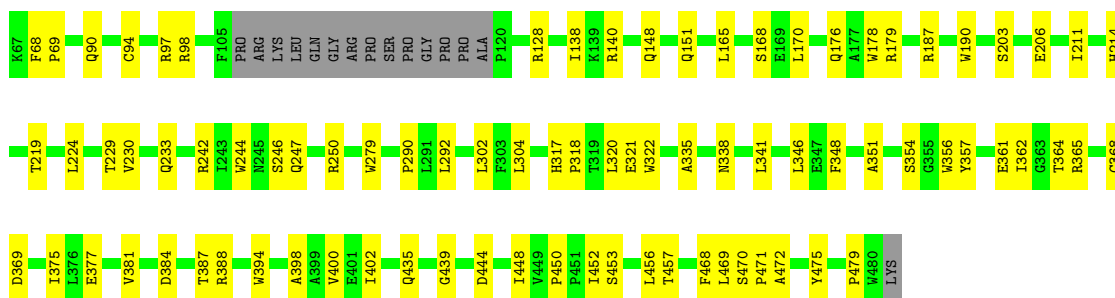 K67 F68 P69 Q90 C94 R97 R98 F105 PRO ARG LYS LEU GLN GLY ARG PRO SER PRO GLY PRO PRO ALA P120 R128 I138 K139 R140 Q148 Q151 L165 S168 E169 L170 Q176 A177 W178 R179 R187 W190 S203 E206 I211 H214
T219 L224 T229 V230 Q233 R242 I243 W244 N245 S246 Q247 R250 W279 P290 L291 L292 L302 F303 L304 H317 P318 T319 L320 E321 W322 A335 N338 L341 L346 E347 F348 A351 S354 G355 W356 Y357 E361 I362 G363 T364 R365 C368
D369 I375 L376 E377 V381 D384 T387 R388 W394 A398 A399 V400 E401 I402 Q435 G439 D444 I448 V449 P450 P451 I452 S453 L456 T457 F468 L469 S470 P471 A472 Y475 P479 W480 LYS